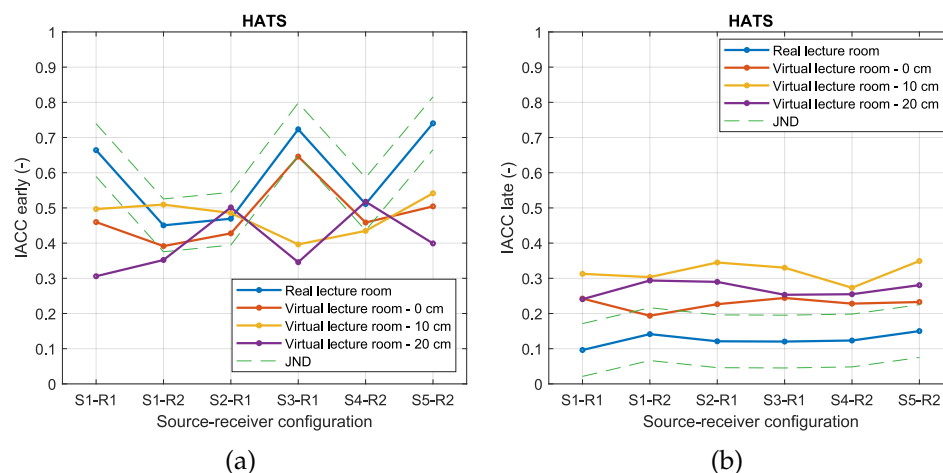 HATS
1
0.9
0.8
0.7
0.6
0.5
0.4
0.3
0.2
0.1
0
IACC early (-)
Real lecture room
Virtual lecture room - 0 cm
Virtual lecture room - 10 cm
Virtual lecture room - 20 cm
JND
S1-R1 S1-R2 S2-R1 S3-R1 S4-R2 S5-R2
Source-receiver configuration
(a)
HATS
1
0.9
0.8
0.7
0.6
0.5
0.4
0.3
0.2
0.1
0
IACC late (-)
Real lecture room
Virtual lecture room - 0 cm
Virtual lecture room - 10 cm
Virtual lecture room - 20 cm
JND
S1-R1 S1-R2 S2-R1 S3-R1 S4-R2 S5-R2
Source-receiver configuration
(b)